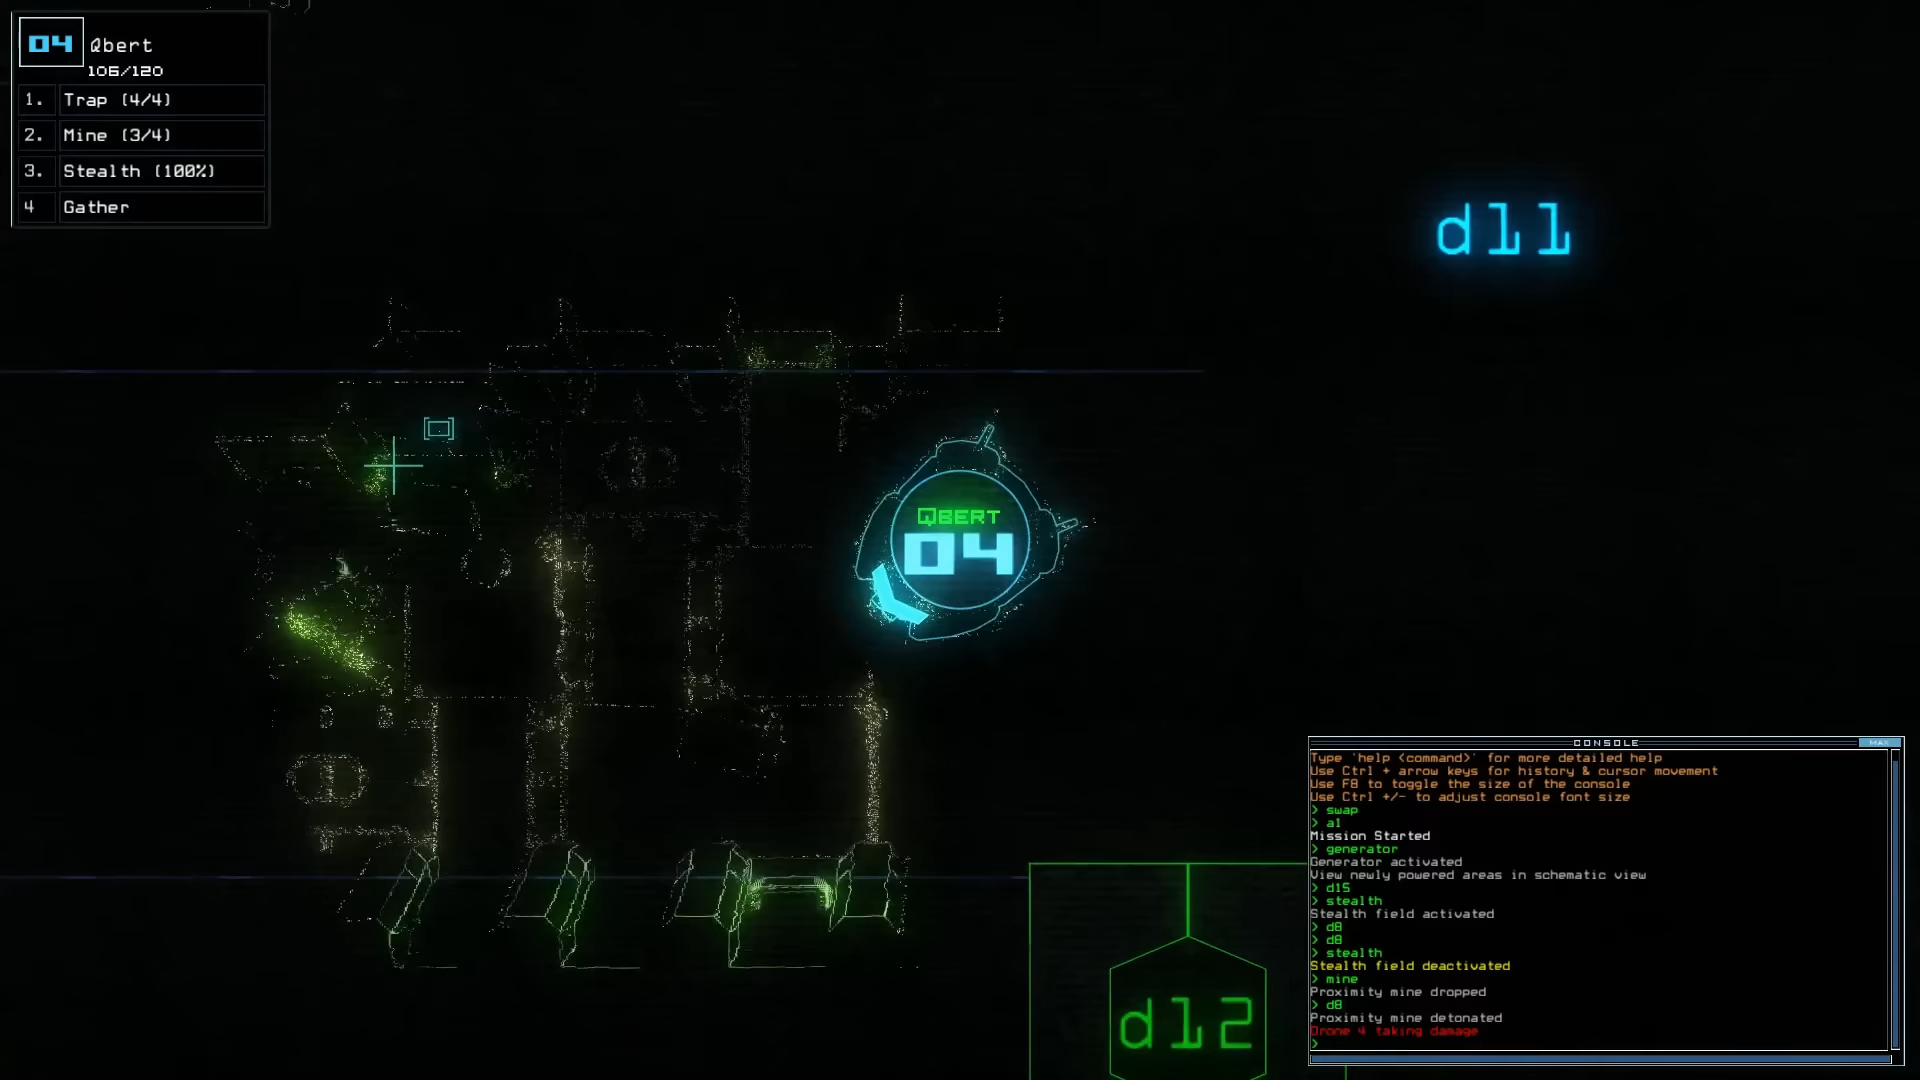 04 Qbert
106/120
1. Trap (4/4)
2. Mine (3/4)
3. Stealth (100%)
4 Gather
d11
QBERT
04
d12
CONSOLE
MAX
Type 'help <command>' for more detailed help
Use Ctrl + arrow keys for history & cursor movement
Use F8 to toggle the size of the console
Use Ctrl +/- to adjust console font size
> swap
> a1
Mission Started
> generator
Generator activated
View newly powered areas in schematic view
> d15
> stealth
Stealth field activated
> d8
> d8
> stealth
Stealth field deactivated
> mine
Proximity mine dropped
> d8
Proximity mine detonated
Drone 4 taking damage
>